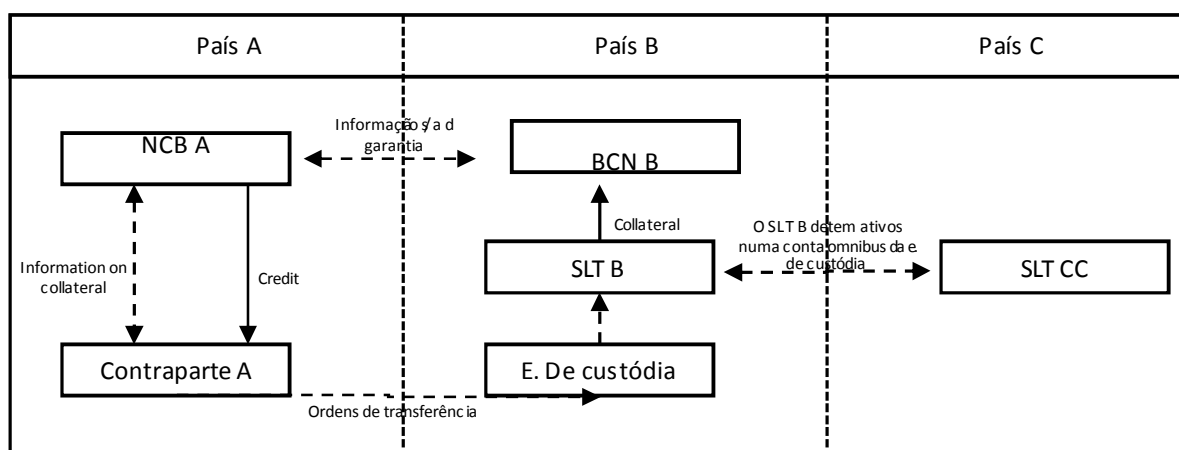 País A
País B
País C
NCB A
Informação s/a d
garantia
BCN B
Information on
collateral
Credit
Collateral
SLT B
O SLT B detem ativos
numa conta omnibus da e.
de custódia
SLT CC
Contraparte A
E. De custódia
Ordens de transferência